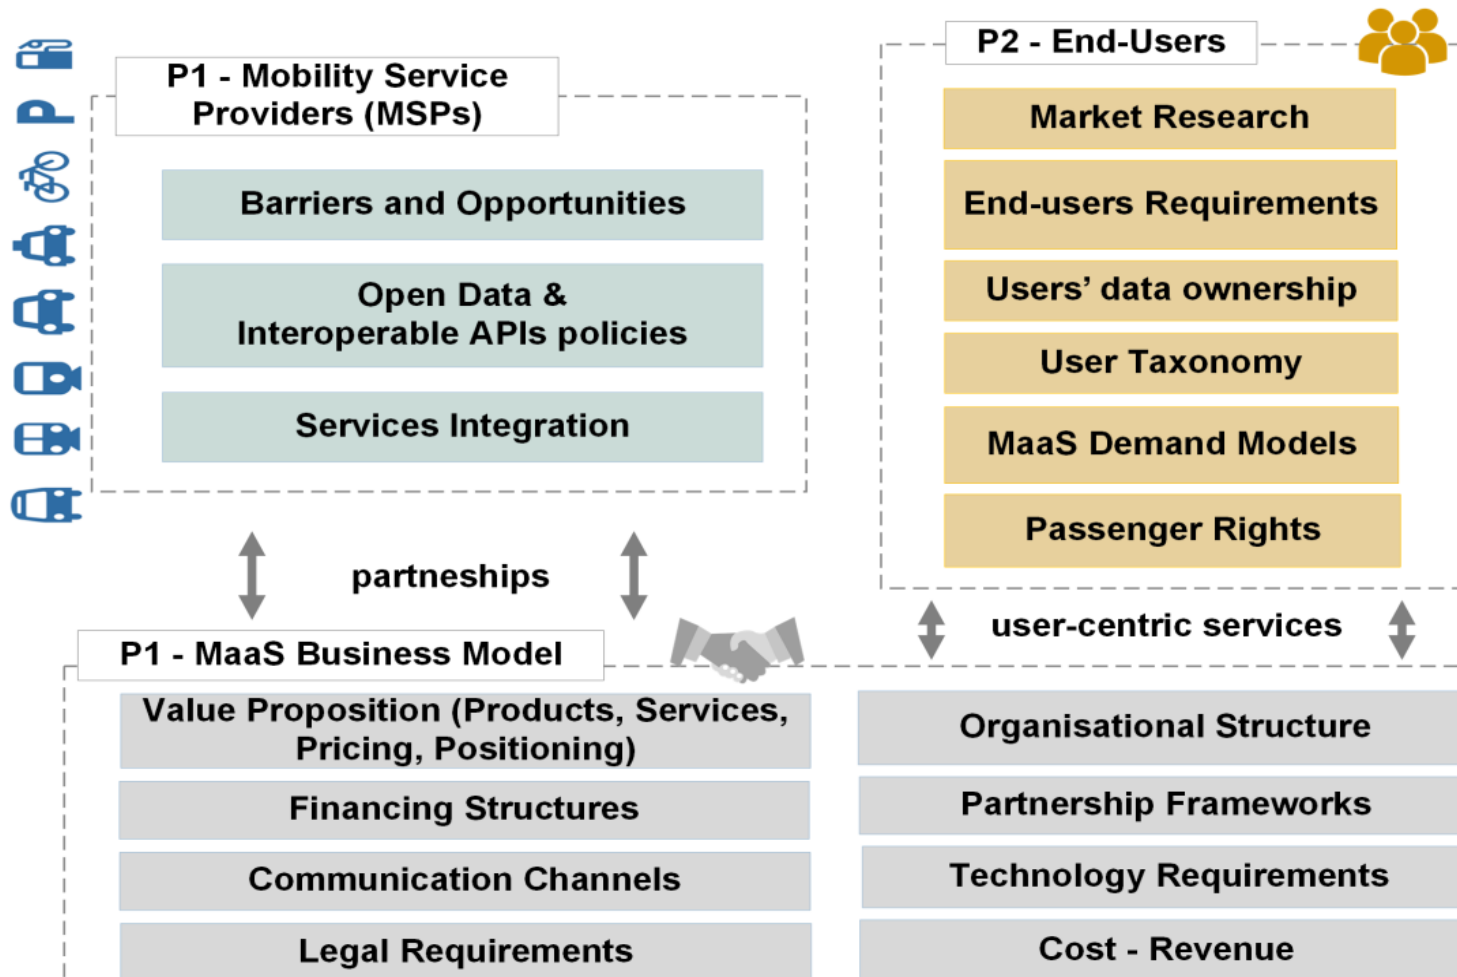 P1 - Mobility Service
Providers (MSPs)
Barriers and Opportunities
Open Data &
Interoperable APIs policies
Services Integration
P2 - End-Users
Market Research
End-users Requirements
Users’ data ownership
User Taxonomy
MaaS Demand Models
Passenger Rights
partneships
user-centric services
P1 - MaaS Business Model
Value Proposition (Products, Services,
Pricing, Positioning)
Financing Structures
Communication Channels
Legal Requirements
Organisational Structure
Partnership Frameworks
Technology Requirements
Cost - Revenue